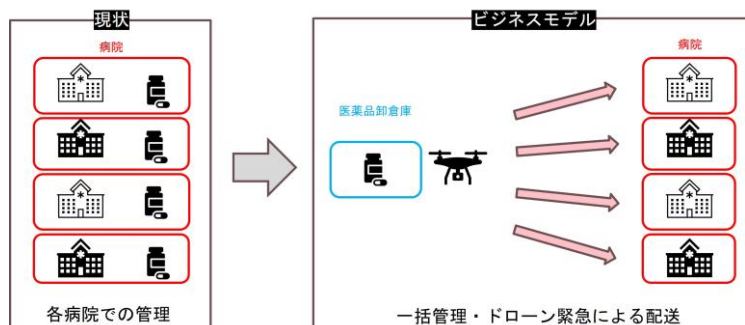 現状
病院
各病院での管理
ビジネスモデル
医薬品卸倉庫
病院
一括管理・ドローン緊急による配送